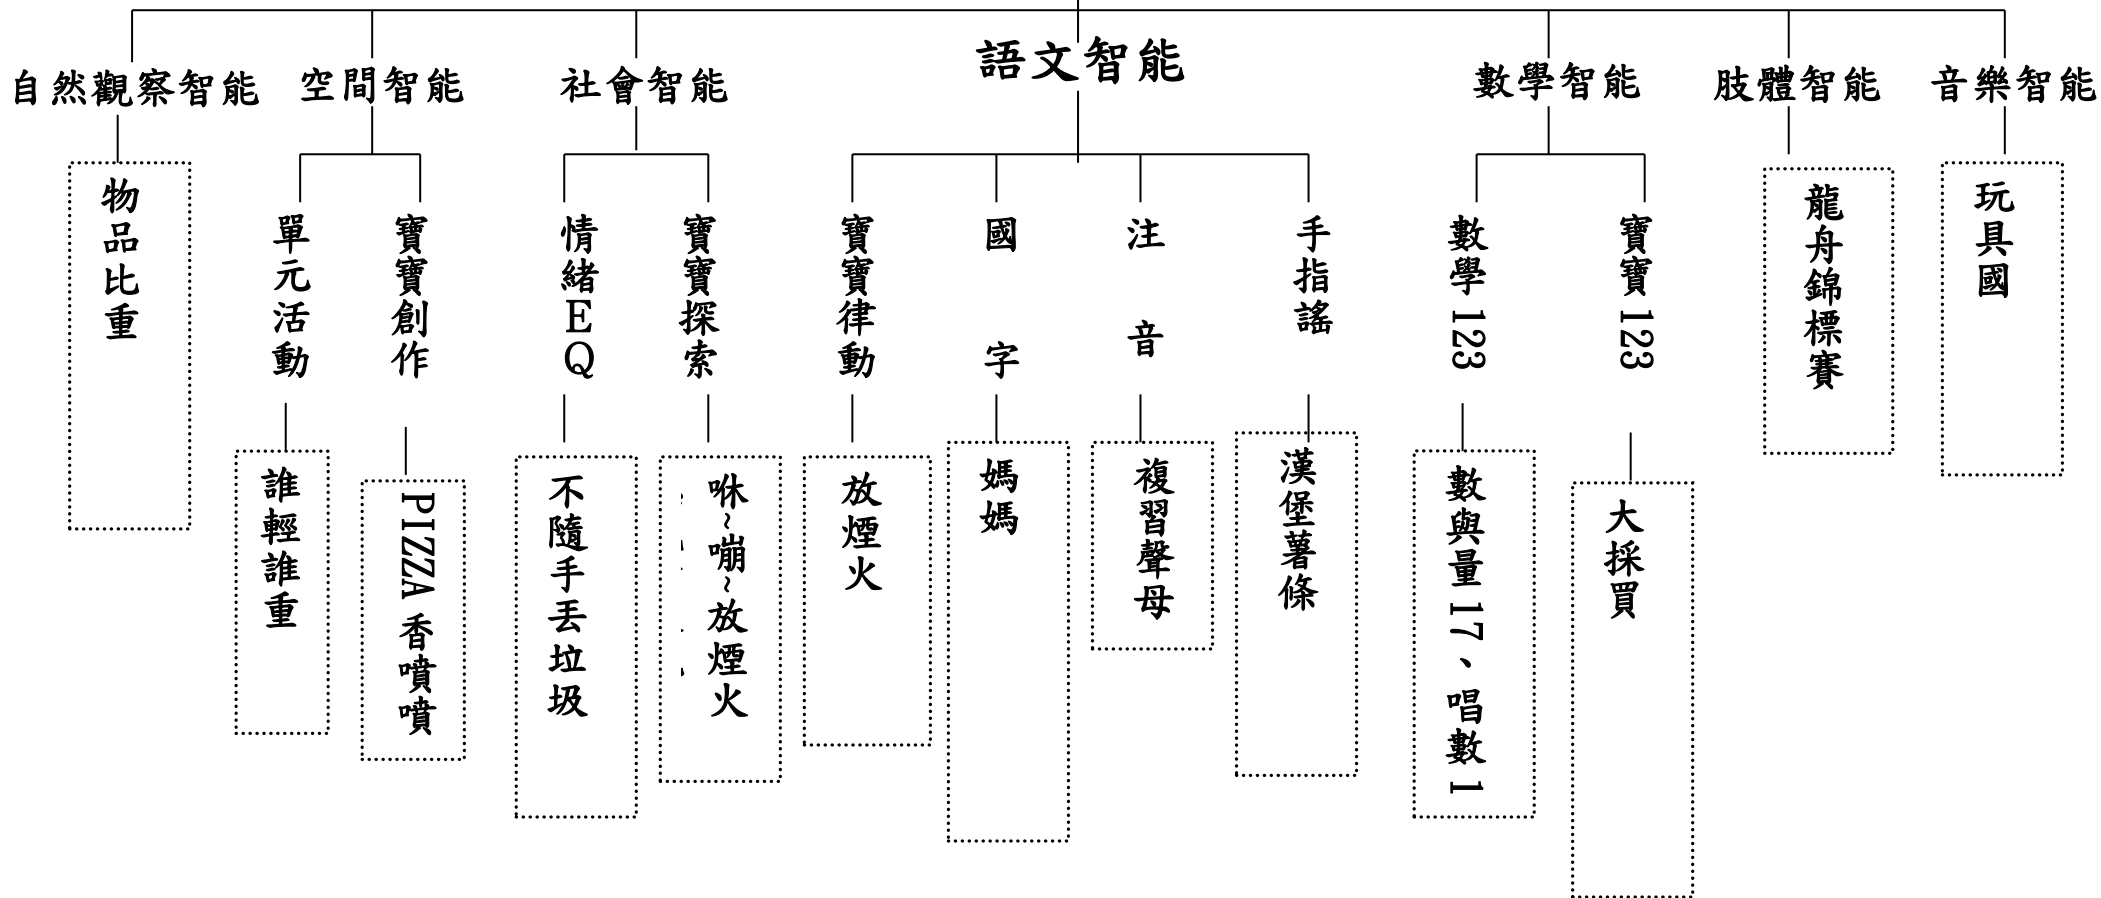 自然觀察智能
空間智能
社會智能
語文智能
數學智能
肢體智能
音樂智能
物品比重
單元活動
寶寶創作
情緒EQ
寶寶探索
寶寶律動
國字
注音
手指謠
數學123
寶寶123
龍舟錦標賽
玩具國
誰輕誰重
PIZZA香噴噴
不隨手丟垃圾
咻~嘣~放煙火
放煙火
媽媽
複習聲母
漢堡薯條
數與量17、唱數1
大採買